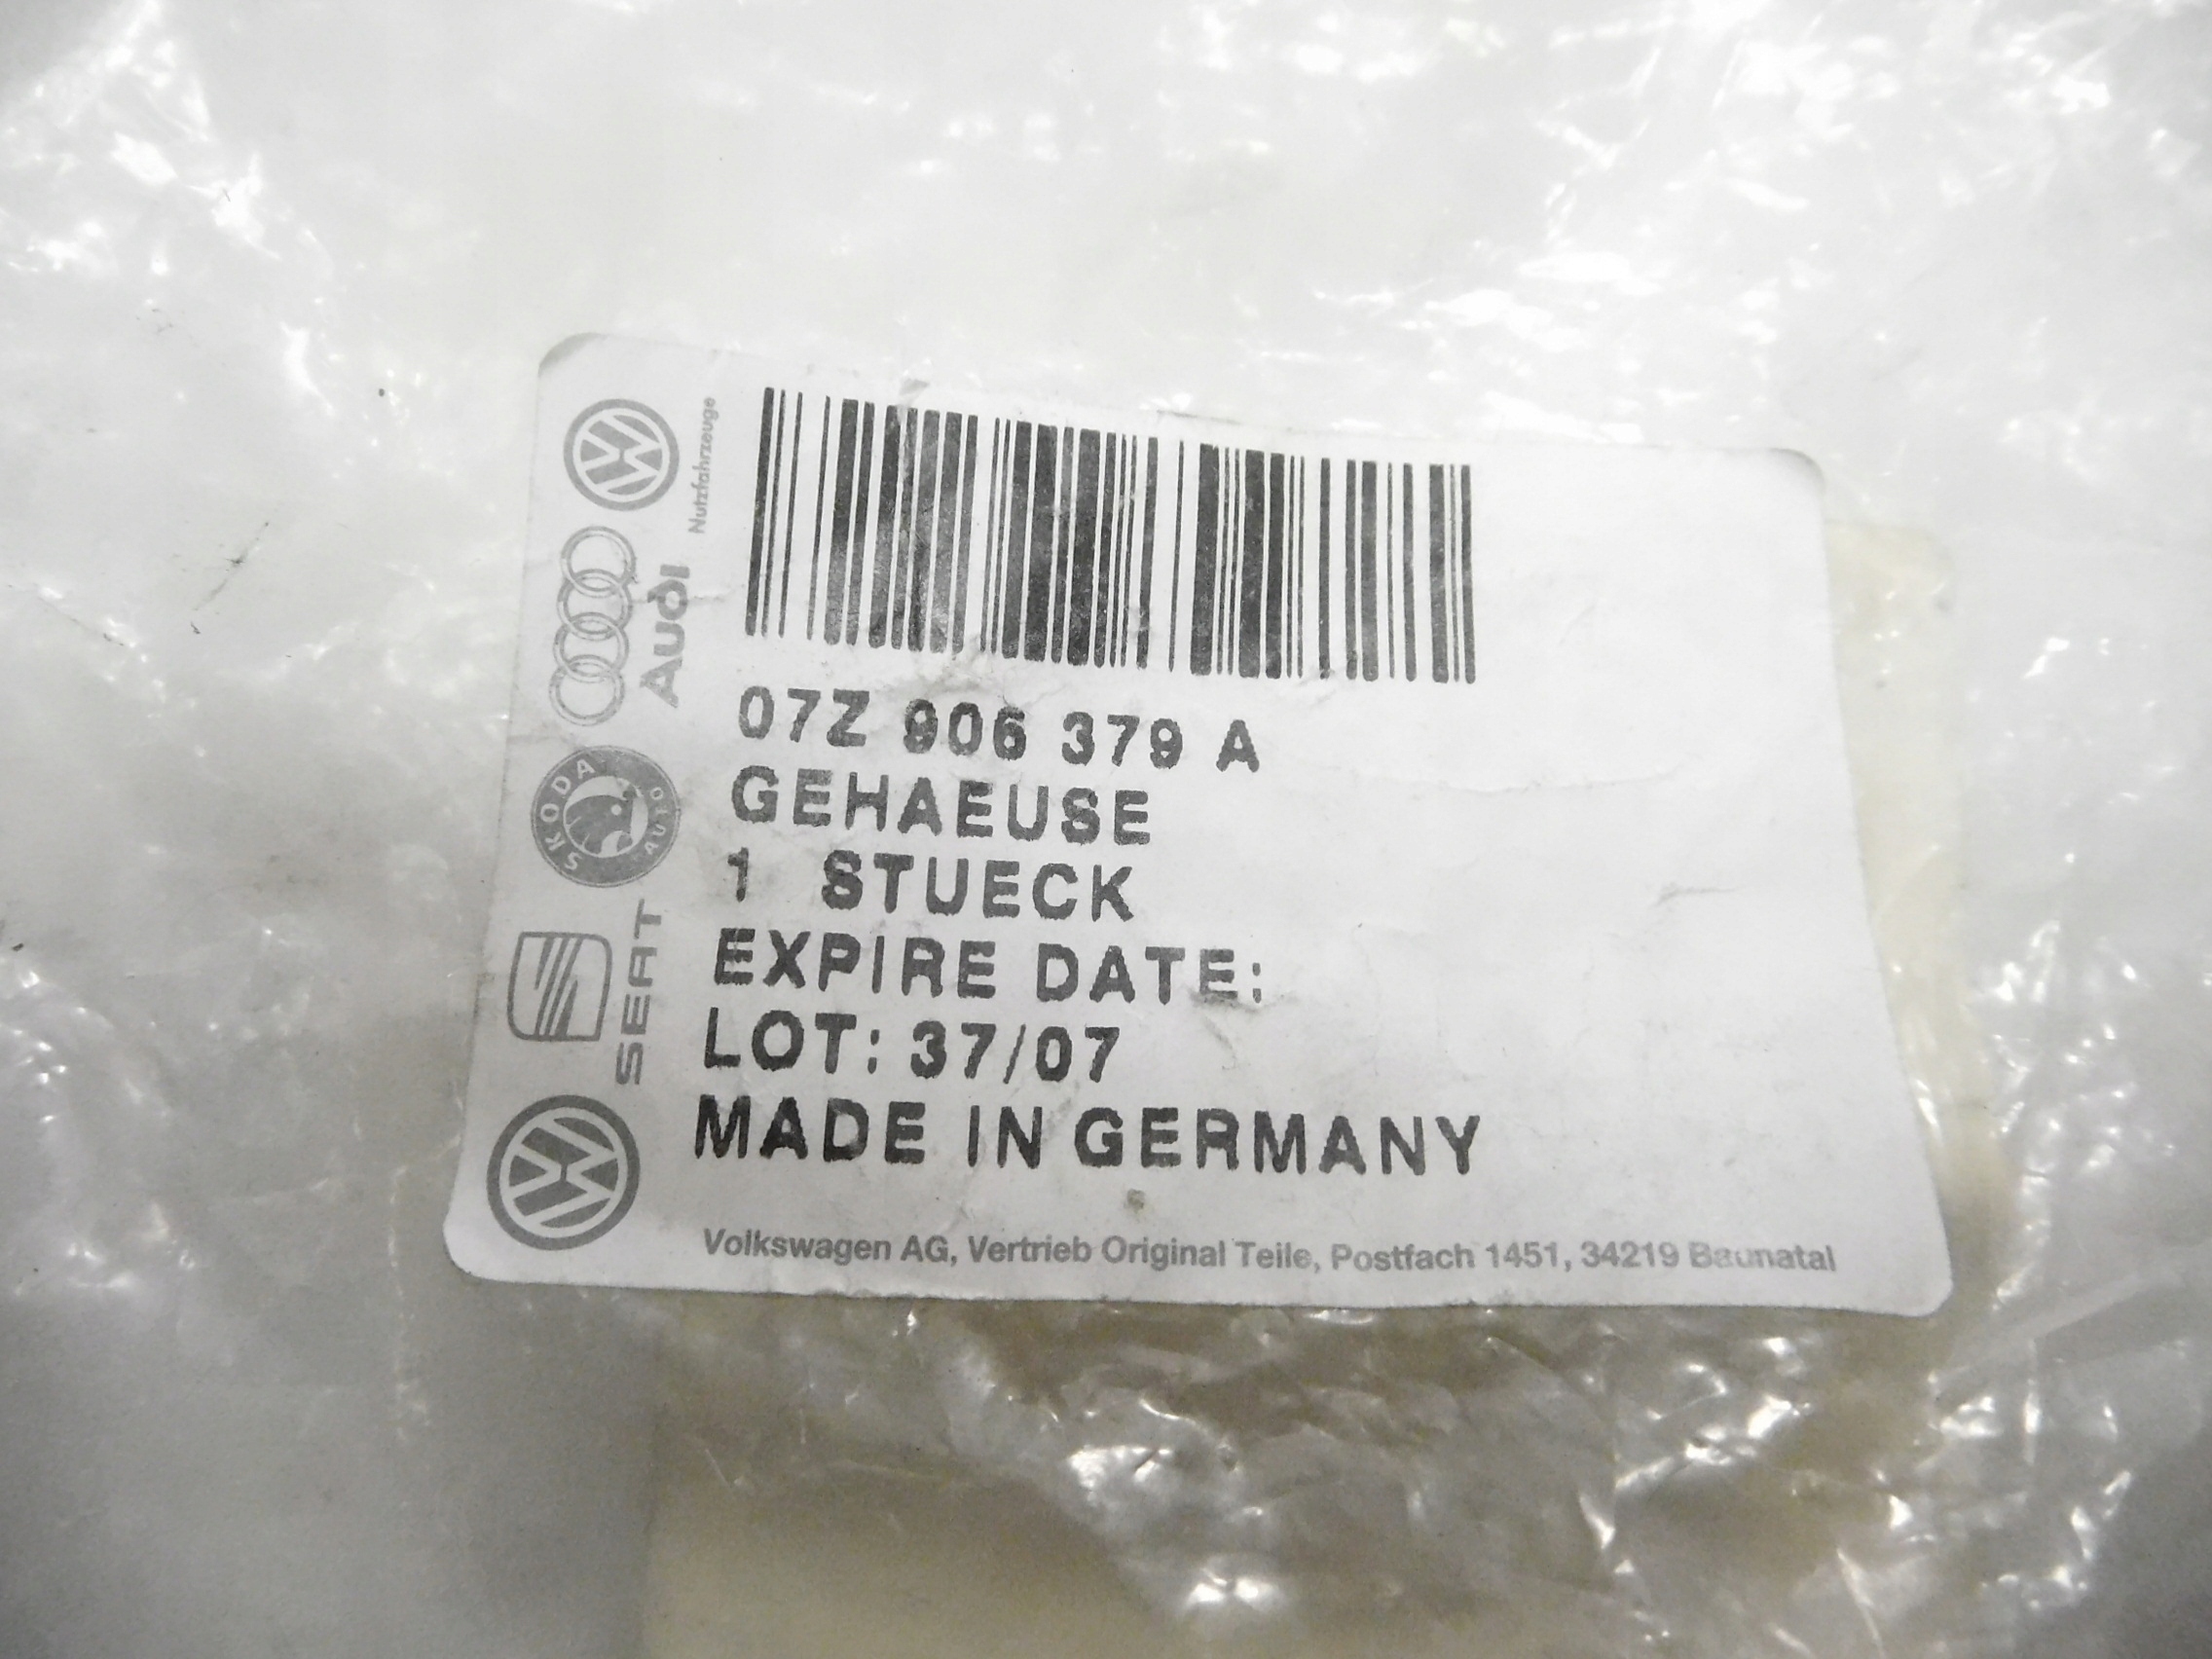 07Z 906 379 A
GEHAEUSE
1 STUECK
EXPIRE DATE:
LOT: 37/07
MADE IN GERMANY
Volkswagen AG, Vertrieb Original Teile, Postfach 1451, 34219 Baunatal
Nutzfahrzeuge
Audi
SKODA
AUTO
SEAT